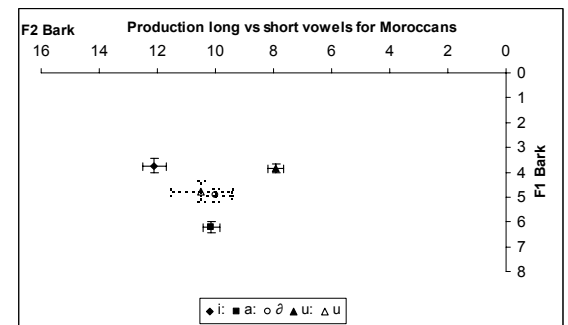 F2 Bark
Production long vs short vowels for Moroccans
16 14 12 10 8 6 4 2 0
0
1
2
3
4
5
6
7
8
F1 Bark
◆ i: ■ a: ○ ∂ ▲ u: △ u